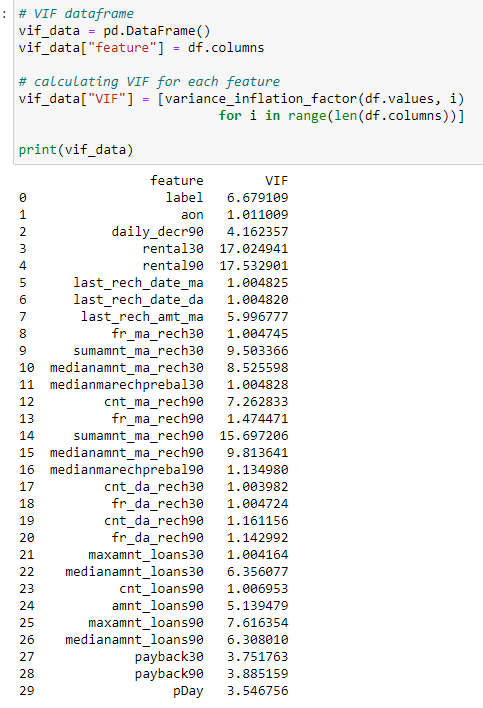 :
# VIF dataframe
vif_data = pd.DataFrame()
vif_data["feature"] = df.columns
# calculating VIF for each feature
vif_data["VIF"] = [variance_inflation_factor(df.values, i)
for i in range(len(df.columns))]
print(vif_data)
feature VIF
0 label 6.679109
1 aon 1.011009
2 daily_decr90 4.162357
3 rental30 17.024941
4 rental90 17.532901
5 last_rech_date_ma 1.004825
6 last_rech_date_da 1.004820
7 last_rech_amt_ma 5.996777
8 fr_ma_rech30 1.004745
9 sumamnt_ma_rech30 9.503366
10 medianamnt_ma_rech30 8.525598
11 medianmarechprebal30 1.004828
12 cnt_ma_rech90 7.262833
13 fr_ma_rech90 1.474471
14 sumamnt_ma_rech90 15.697206
15 medianamnt_ma_rech90 9.813641
16 medianmarechprebal90 1.134980
17 cnt_da_rech30 1.003982
18 fr_da_rech30 1.004724
19 cnt_da_rech90 1.161156
20 fr_da_rech90 1.142992
21 maxamnt_loans30 1.004164
22 medianamnt_loans30 6.356077
23 cnt_loans90 1.006953
24 amnt_loans90 5.139479
25 maxamnt_loans90 7.616354
26 medianamnt_loans90 6.308010
27 payback30 3.751763
28 payback90 3.885159
29 pDay 3.546756